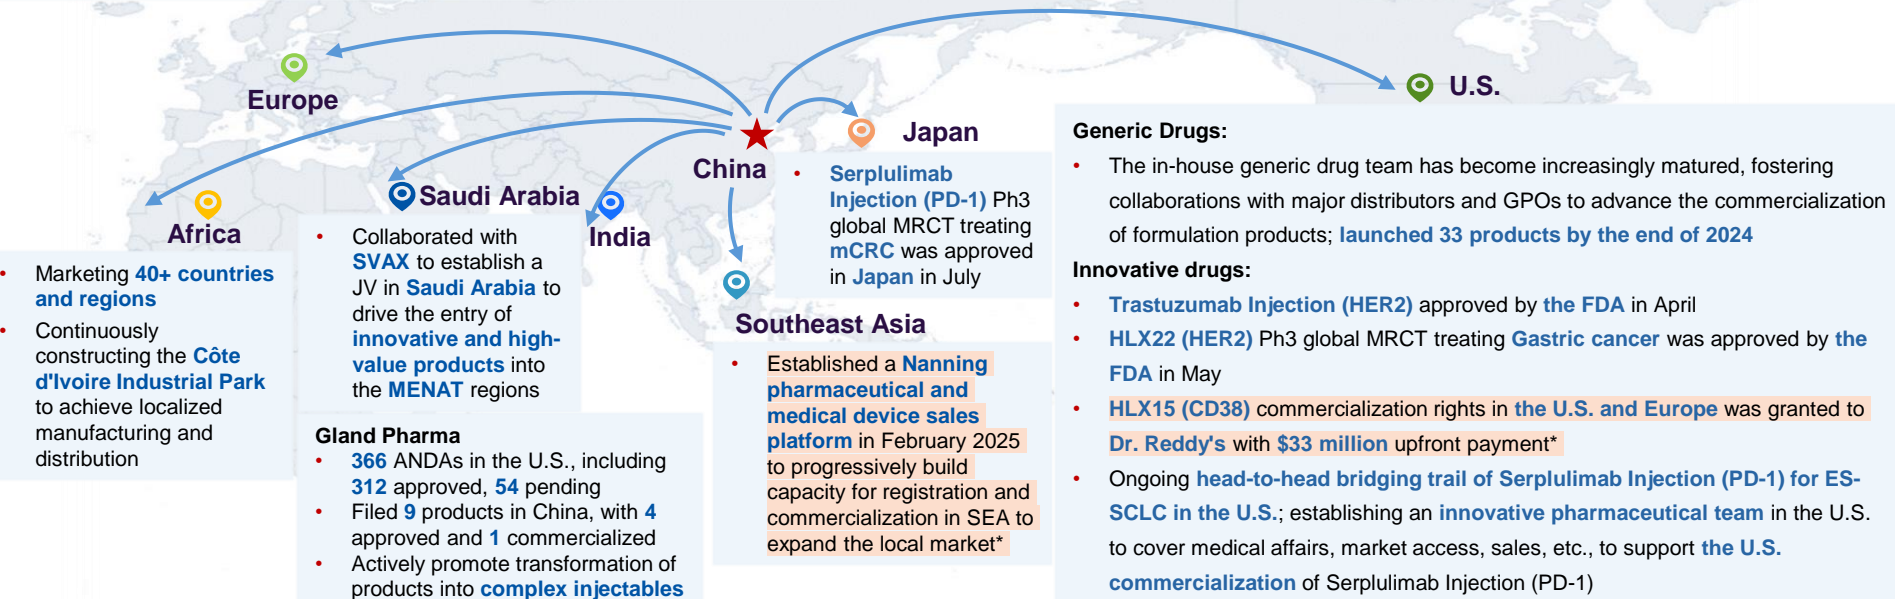 Europe
U.S.
China
Japan
Saudi Arabia
India
Africa
Southeast Asia
• Marketing 40+ countries
and regions
• Continuously
constructing the Côte
d'Ivoire Industrial Park
to achieve localized
manufacturing and
distribution
• Collaborated with
SVAX to establish a
JV in Saudi Arabia to
drive the entry of
innovative and high-
value products into
the MENAT regions
Gland Pharma
• 366 ANDAs in the U.S., including
312 approved, 54 pending
• Filed 9 products in China, with 4
approved and 1 commercialized
• Actively promote transformation of
products into complex injectables
• Serplulimab
Injection (PD-1) Ph3
global MRCT treating
mCRC was approved
in Japan in July
• Established a Nanning
pharmaceutical and
medical device sales
platform in February 2025
to progressively build
capacity for registration and
commercialization in SEA to
expand the local market*
Generic Drugs:
• The in-house generic drug team has become increasingly matured, fostering
collaborations with major distributors and GPOs to advance the commercialization
of formulation products; launched 33 products by the end of 2024
Innovative drugs:
• Trastuzumab Injection (HER2) approved by the FDA in April
• HLX22 (HER2) Ph3 global MRCT treating Gastric cancer was approved by the
FDA in May
• HLX15 (CD38) commercialization rights in the U.S. and Europe was granted to
Dr. Reddy's with $33 million upfront payment*
• Ongoing head-to-head bridging trail of Serplulimab Injection (PD-1) for ES-
SCLC in the U.S.; establishing an innovative pharmaceutical team in the U.S.
to cover medical affairs, market access, sales, etc., to support the U.S.
commercialization of Serplulimab Injection (PD-1)